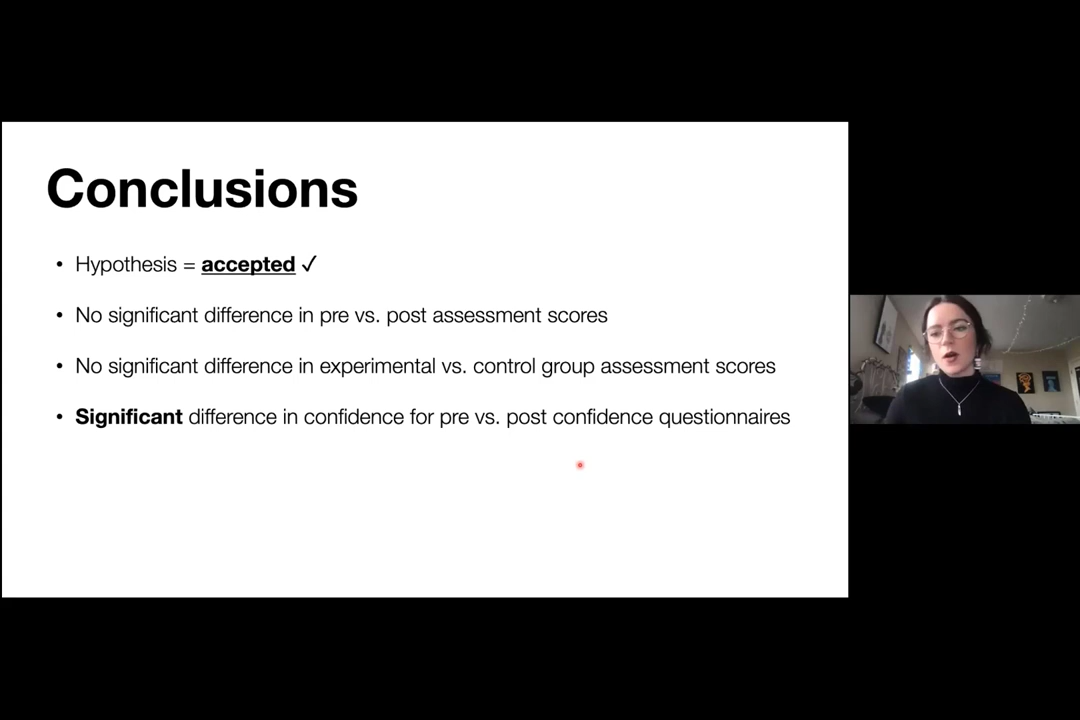 Conclusions
• Hypothesis = accepted ✓
• No significant difference in pre vs. post assessment scores
• No significant difference in experimental vs. control group assessment scores
• Significant difference in confidence for pre vs. post confidence questionnaires